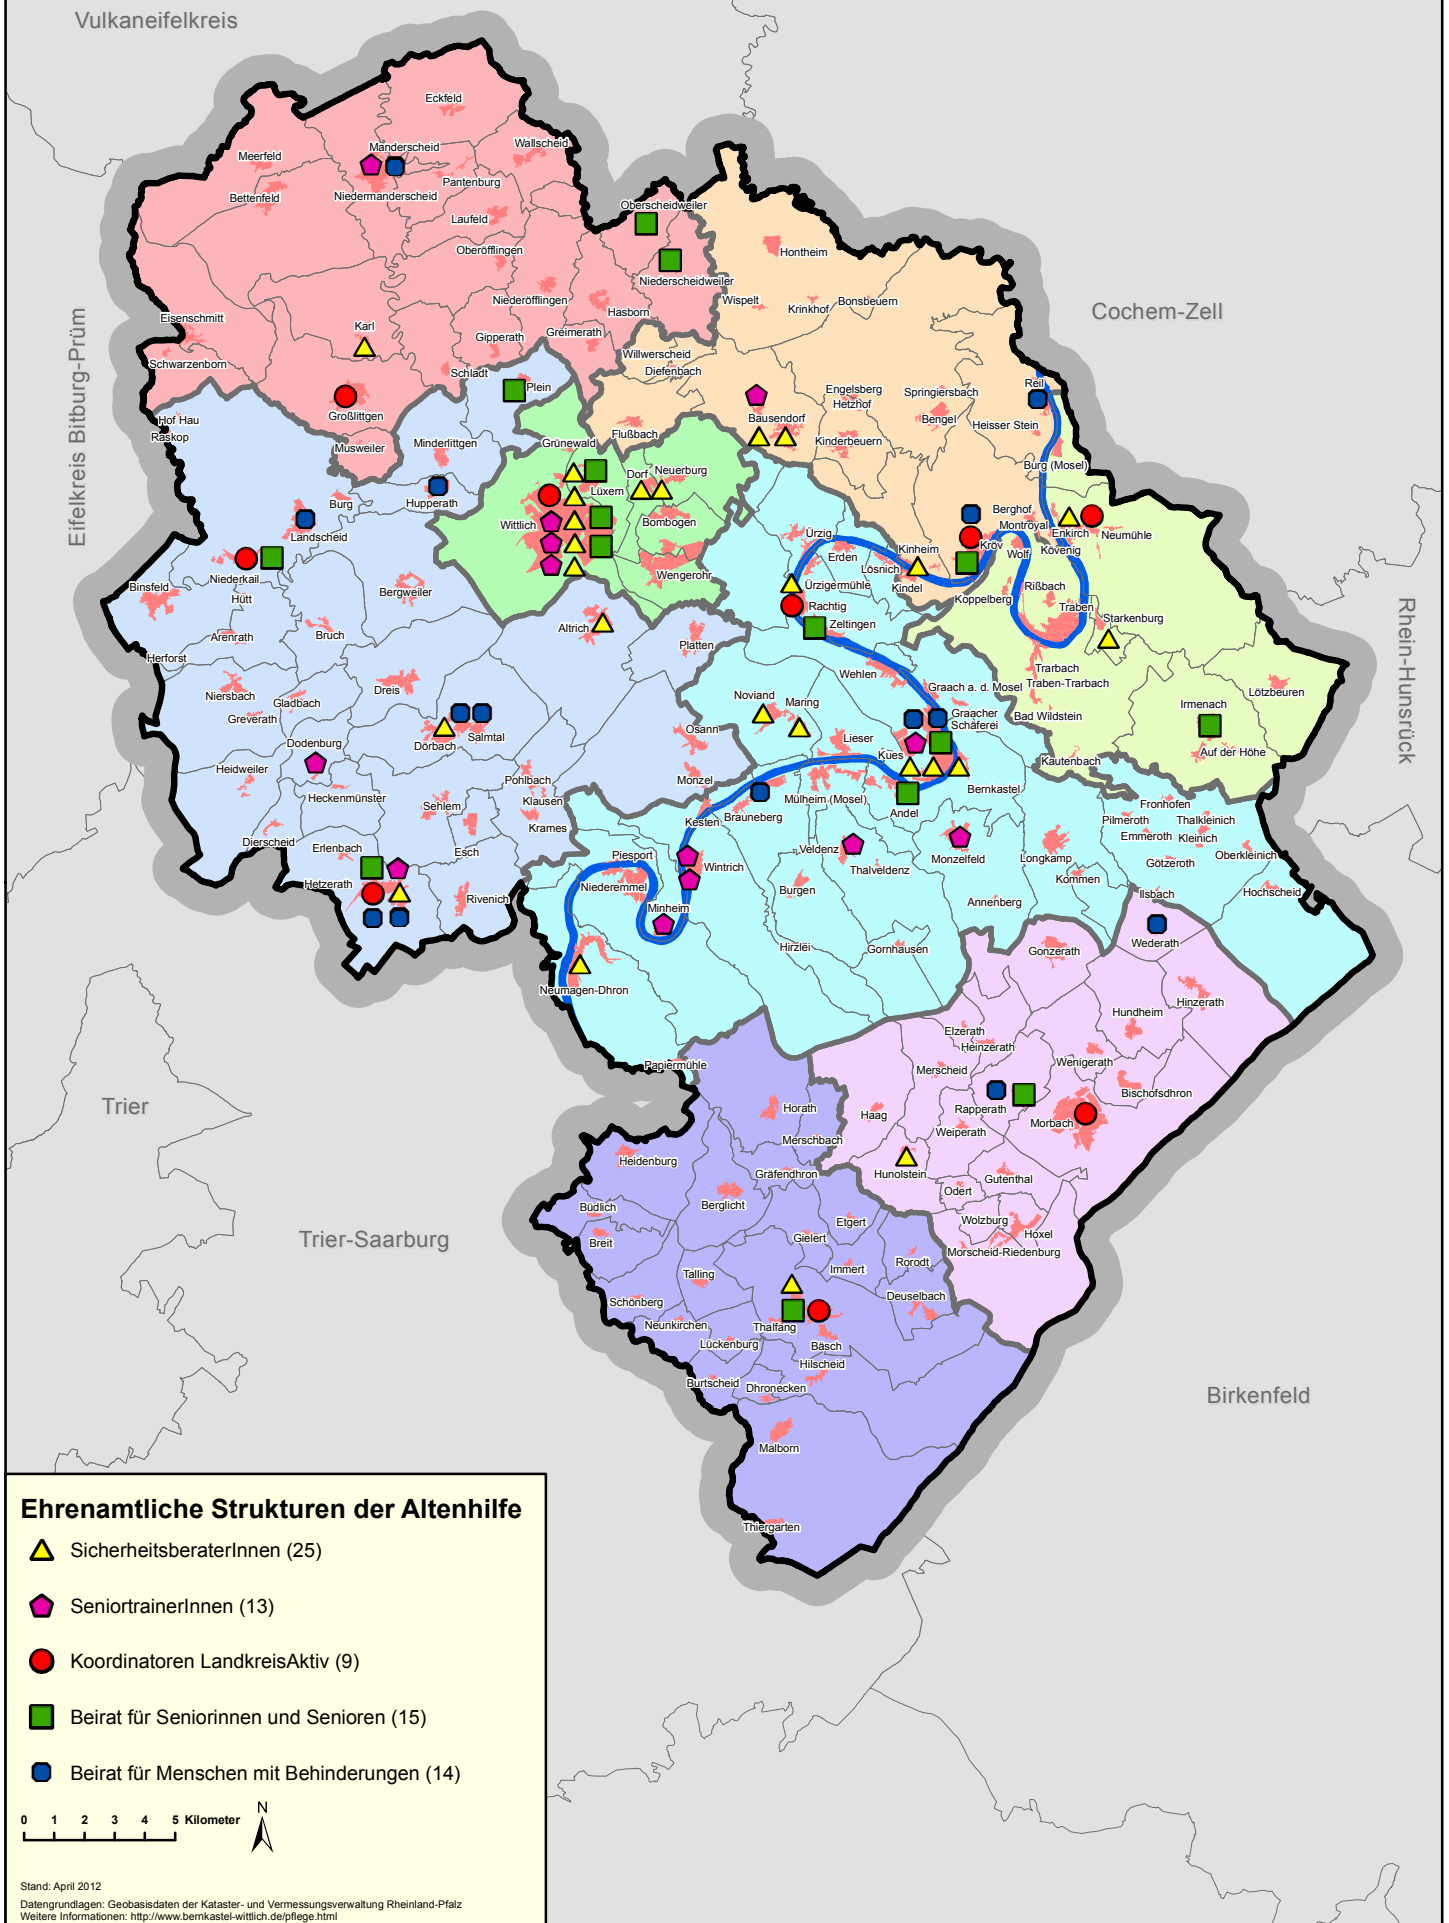 Vulkaneifelkreis
Eckfeld
Manderscheid
Wallscheid
Meerfeld
Pantenburg
Bettenfeld
Niedermanderscheid
Laufeld
Oberscheidweiler
Oberöfflingen
Hontheim
Niederscheidweiler
Niederöfflingen
Wispelt
Bonsbeuern
Krinkhof
Hasborn
Cochem-Zell
Eisenschmitt
Karl
Greimerath
Gipperath
Willwerscheid
Schwarzenborn
Diefenbach
Schladt
Plein
Reil
Engelsberg
Hetzhof
Springiersbach
Großlittgen
Hof Hau
Bausendorf
Bengel
Heisser Stein
Raskop
Flußbach
Kinderbeuern
Musweiler
Minderlittgen
Grünewald
Eifelkreis Bitburg-Prüm
Burg (Mosel)
Dorf
Neuerburg
Lüxem
Burg
Hupperath
Berghof
Montroyal
Wittlich
Bombogen
Landscheid
Enkirch
Neumühle
Ürzig
Kröv
Wolf
Kövenig
Erden
Kinheim
Lösnich
Wengerohr
Niederkail
Binsfeld
Hütt
Bergweiler
Ürzigermühle
Kindel
Rißbach
Koppelberg
Rachtig
Traben
Starkenburg
Rhein-Hunsrück
Altrich
Zeltingen
Arenrath
Bruch
Platten
Herforst
Trarbach
Wehlen
Traben-Trarbach
Graach a. d. Mosel
Lötzbeuren
Niersbach
Dreis
Gladbach
Noviand
Maring
Irmenach
Greverath
Graacher
Schäferei
Bad Wildstein
Osann
Dodenburg
Dörbach
Salmtal
Lieser
Kues
Auf der Höhe
Kautenbach
Heidweiler
Pohlbach
Monzel
Heckenmünster
Klausen
Mülheim (Mosel)
Bernkastel
Fronhofen
Sehlem
Brauneberg
Andel
Pilmeroth
Thalkleinich
Krames
Kesten
Emmeroth
Kleinich
Dierscheid
Erlenbach
Esch
Piesport
Veldenz
Monzelfeld
Longkamp
Götzeroth
Oberkleinich
Wintrich
Thalveldenz
Hetzerath
Niederemmel
Burgen
Kommen
Hochscheid
Rivenich
Minheim
Annenberg
Ilsbach
Hirzlei
Gornhausen
Gonzerath
Wederath
Neumagen-Dhron
Hinzerath
Hundheim
Elzerath
Heinzerath
Papiermühle
Merscheid
Wenigerath
Bischofsdhron
Trier
Horath
Haag
Rapperath
Morbach
Merschbach
Weiperath
Heidenburg
Gräfendhron
Hunolstein
Gutenthal
Odert
Büdlich
Berglicht
Etgert
Wolzburg
Trier-Saarburg
Breit
Gielert
Hoxel
Morscheid-Riedenburg
Rorodt
Talling
Immert
Deuselbach
Schönberg
Neunkirchen
Thalfang
Lückenburg
Bäsch
Hilscheid
Burtscheid
Dhronecken
Birkenfeld
Malborn
Thiergarten
Ehrenamtliche Strukturen der Altenhilfe
SicherheitsberaterInnen (25)
SeniortrainerInnen (13)
Koordinatoren LandkreisAktiv (9)
Beirat für Seniorinnen und Senioren (15)
Beirat für Menschen mit Behinderungen (14)
0 1 2 3 4 5 Kilometer
N
Stand: April 2012
Datengrundlagen: Geobasisdaten der Kataster- und Vermessungsverwaltung Rheinland-Pfalz
Weitere Informationen: http://www.bernkastel-wittlich.de/pflege.html